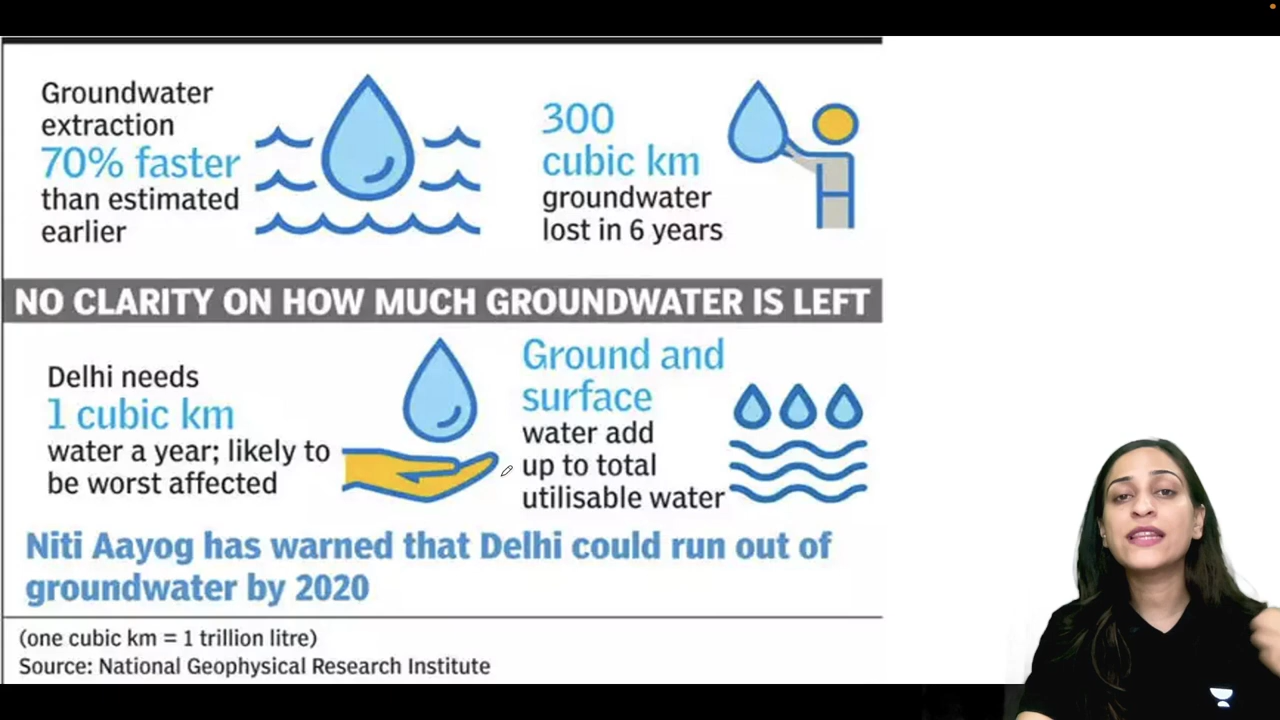 Groundwater
extraction
70% faster
than estimated
earlier
300
cubic km
groundwater
lost in 6 years
NO CLARITY ON HOW MUCH GROUNDWATER IS LEFT
Delhi needs
1 cubic km
water a year; likely to
be worst affected
Ground and
surface
water add
up to total
utilisable water
Niti Aayog has warned that Delhi could run out of
groundwater by 2020
(one cubic km = 1 trillion litre)
Source: National Geophysical Research Institute